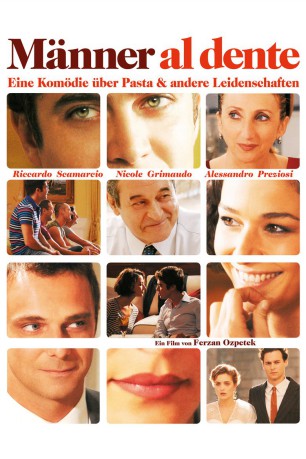 Männer al dente
Eine Komödie über Pasta & andere Leidenschaften
Riccardo Scamarcio Nicole Grimaudo Alessandro Preziosi
Ein Film von Ferzan Ozpetek